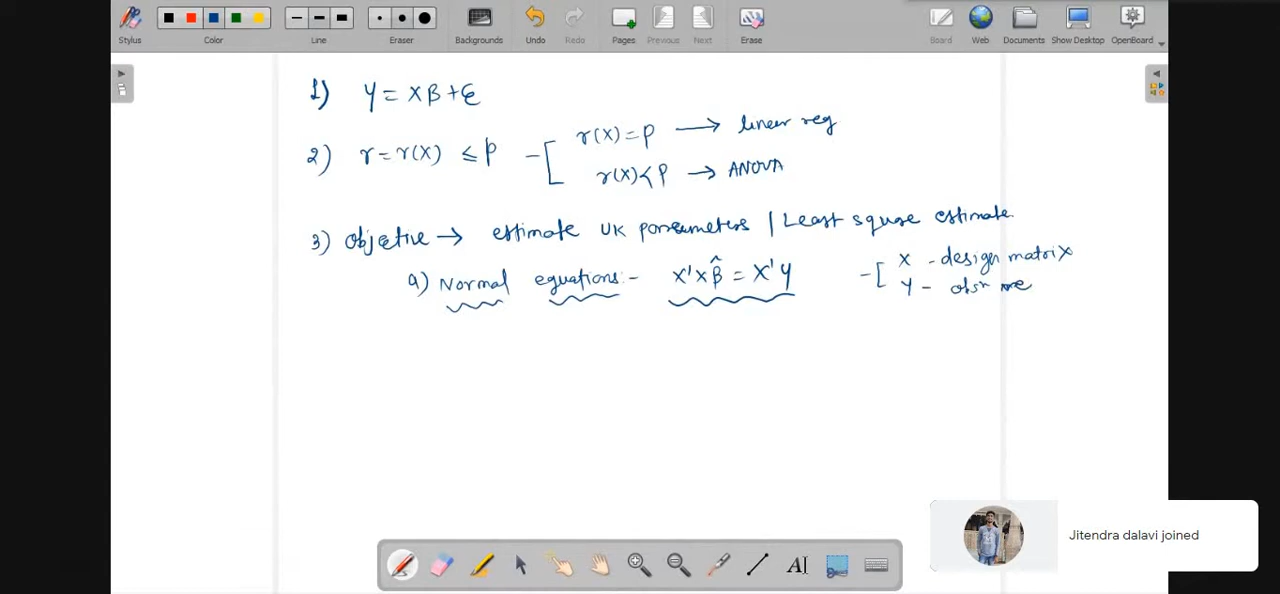 Stylus Color Line Eraser Backgrounds Undo Redo Pages Previous Next Erase Board Web Documents Show Desktop OpenBoard
1) Y = Xβ + ϵ
2) r = r(X) ≤ p – [ r(X) = p → linear reg
r(X) < p → ANOVA
3) Objective → estimate UK parameters | Least square estimate.
a) Normal equations :- X'Xβ̂ = X'Y – [ X - design matrix
Y - obsn
AI
Jitendra dalavi joined